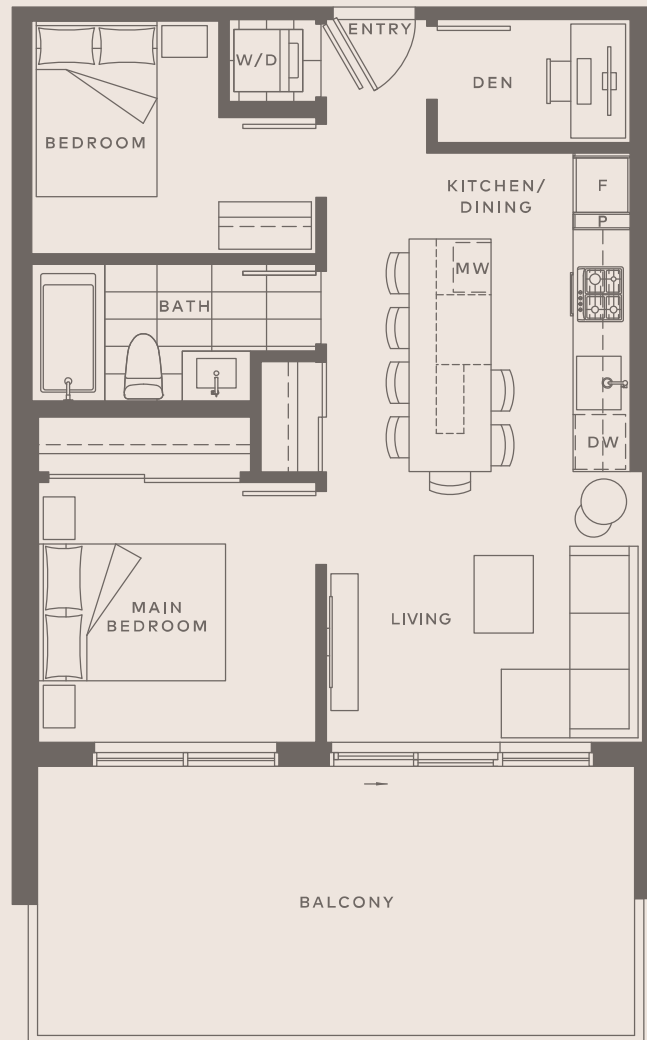 ENTRY
W/D
DEN
BEDROOM
KITCHEN/
DINING
F
P
MW
BATH
DW
MAIN
BEDROOM
LIVING
BALCONY